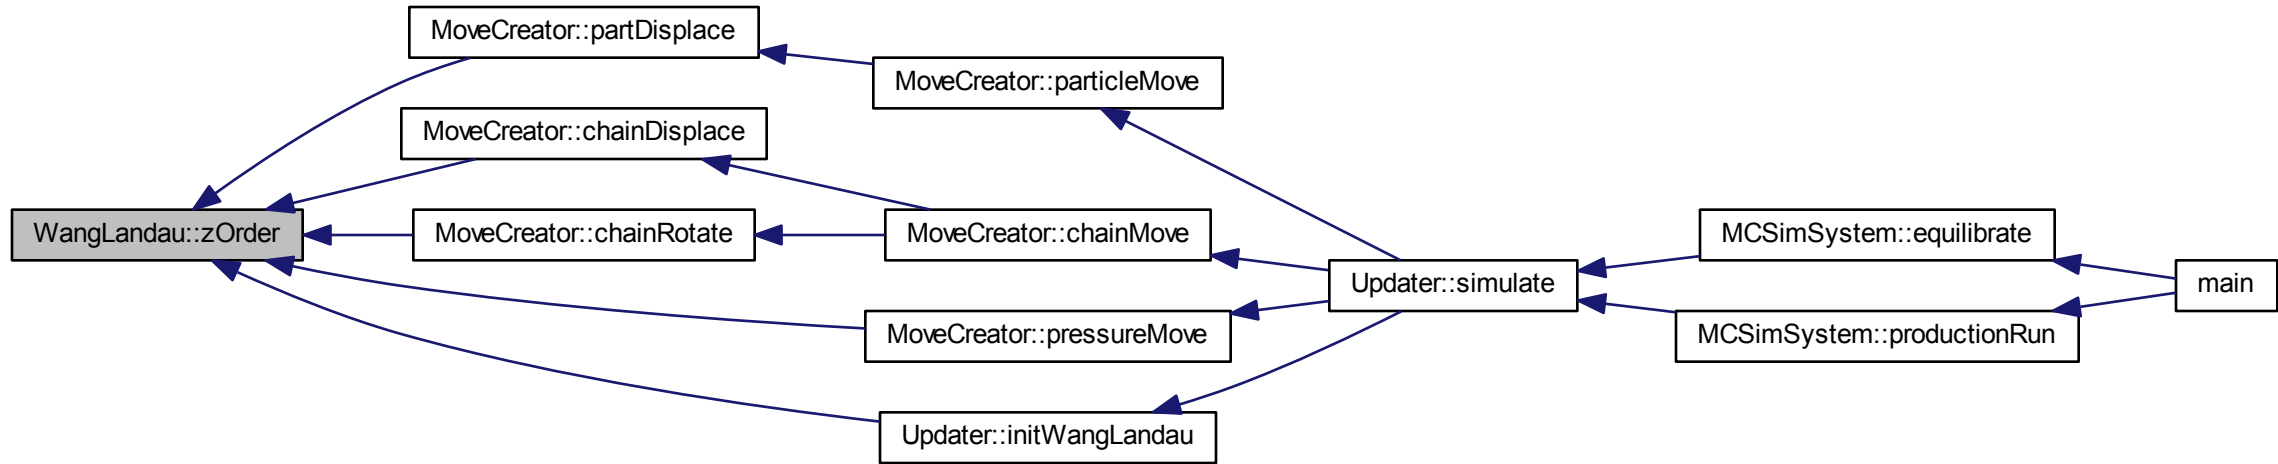 MoveCreator::partDisplace
MoveCreator::particleMove
MoveCreator::chainDisplace
WangLandau::zOrder
MoveCreator::chainRotate
MoveCreator::chainMove
MCSimSystem::equilibrate
Updater::simulate
main
MoveCreator::pressureMove
MCSimSystem::productionRun
Updater::initWangLandau